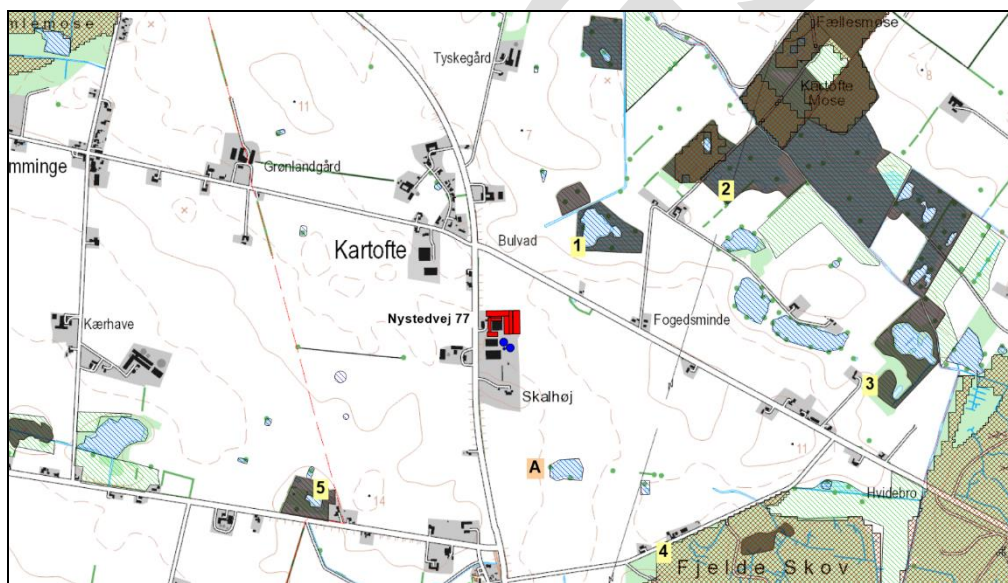 mlemose
Fællesmose
Tyskegård
Kartofte
Mose
8
11
7
mminge
Grønlandgård
2
1
Bulvad
Kartofte
Nystedvej 77
Fogedsminde
Kærhave
3
Skalhøj
11
A
5
14
Hvidebro
4
Fjelde Skov